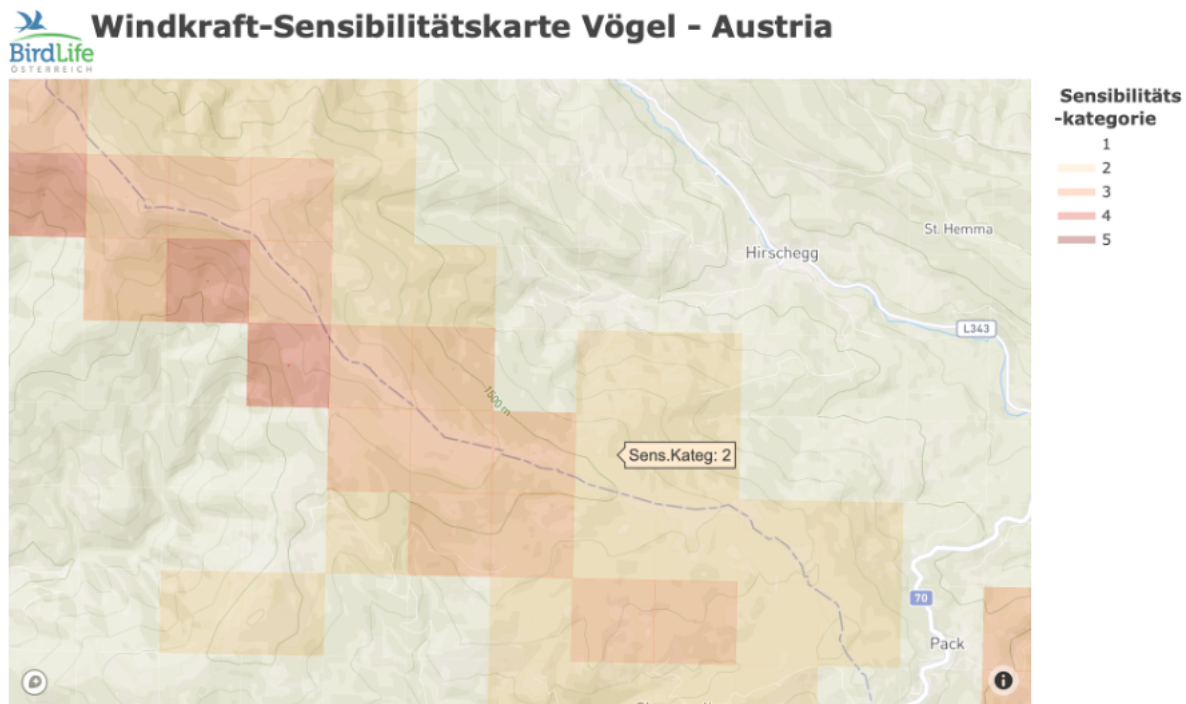 Windkraft-Sensibilitätskarte Vögel - Austria
BirdLife
ÖSTERREICH
Sensibilitäts
-kategorie
1
2
3
4
5
St. Hemma
Hirschegg
L343
1500 m
Sens.Kateg: 2
70
Pack